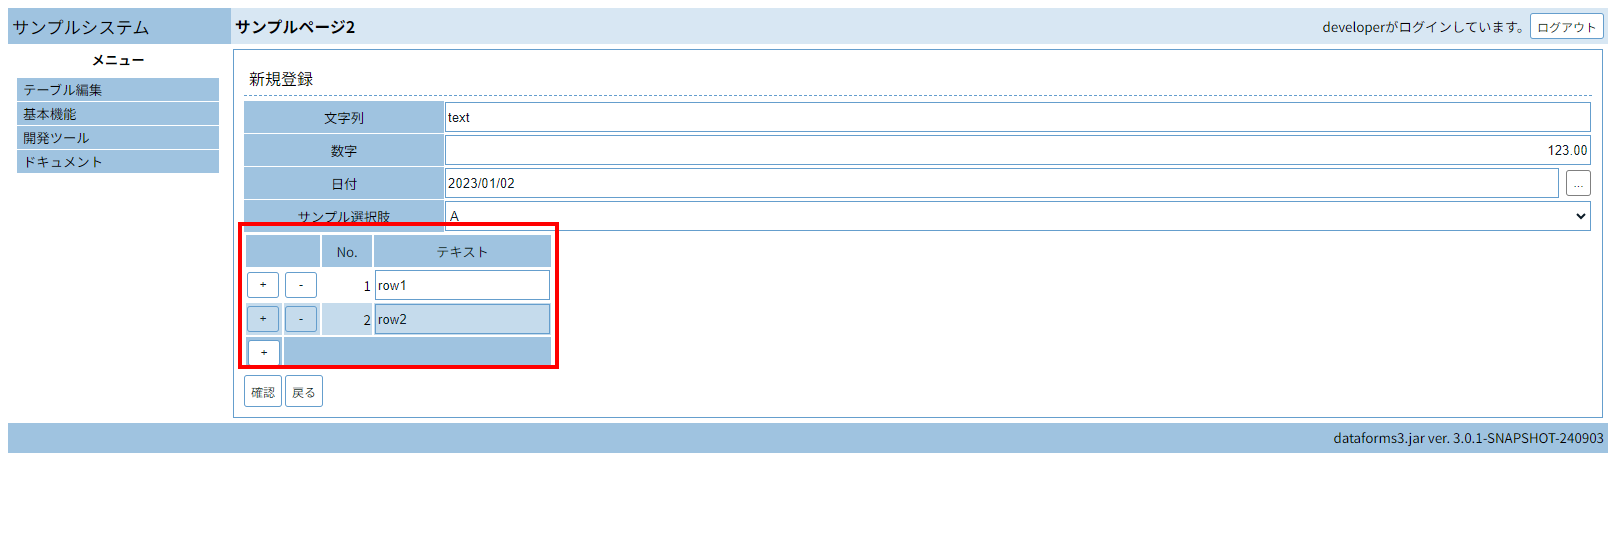 サンプルシステム
サンプルページ2
developerがログインしています。 ログアウト
メニュー
テーブル編集
基本機能
開発ツール
ドキュメント
新規登録
文字列 text
数字 123.00
日付 2023/01/02 ...
サンプル選択肢 A
No. テキスト
+ - 1 row1
+ - 2 row2
+
確認 戻る
dataforms3.jar ver. 3.0.1-SNAPSHOT-240903